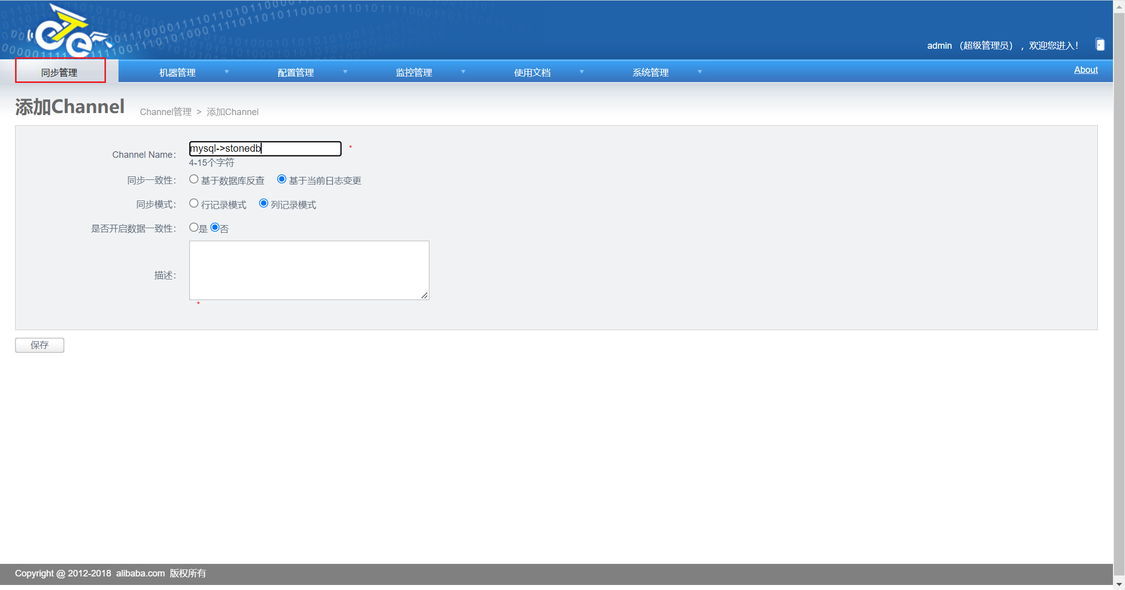 admin （超级管理员） ，欢迎您进入！
同步管理 机器管理 配置管理 监控管理 使用文档 系统管理 About
添加Channel Channel管理 > 添加Channel
Channel Name： mysql->stonedb *
4-15个字符
同步一致性： 基于数据库反查 基于当前日志变更
同步模式： 行记录模式 列记录模式
是否开启数据一致性： 是 否
描述：
*
保存
Copyright @ 2012-2018 alibaba.com 版权所有